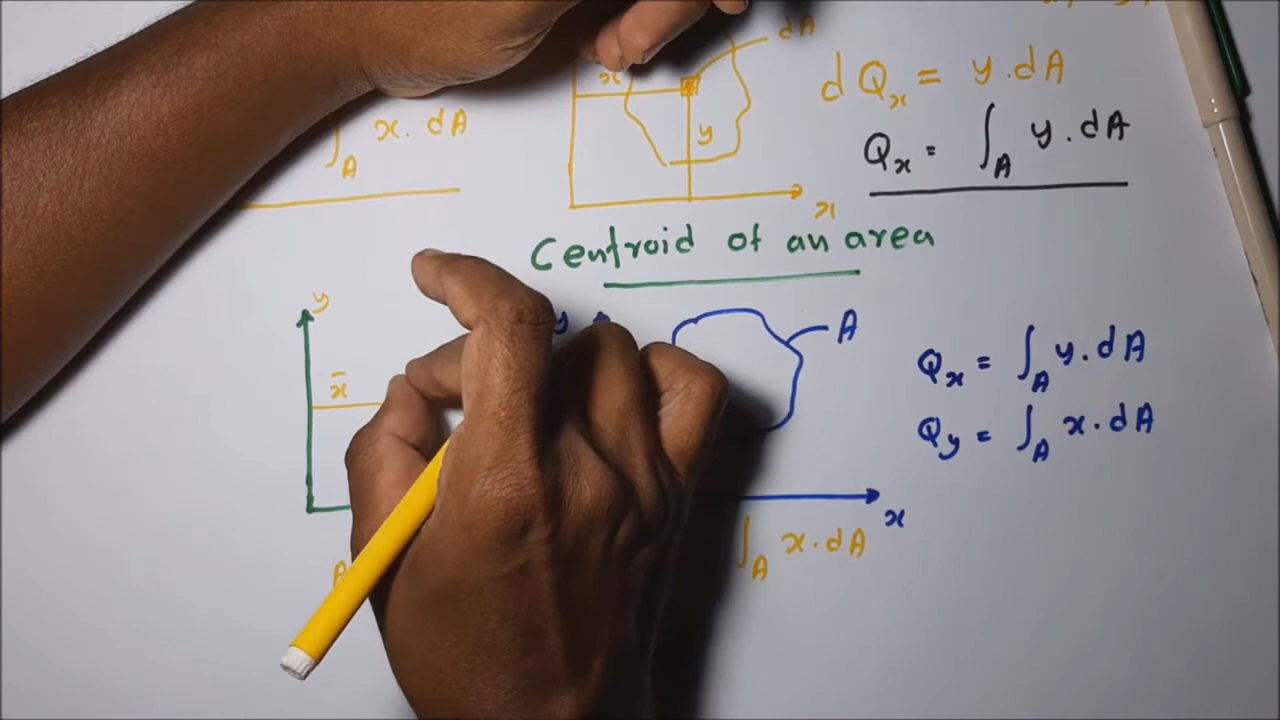 dA
x
y
x
dQx = y.dA
Qx = ∫A y.dA
∫A x.dA
Centroid of an area
y
x̄
y
A
x
Qx = ∫A y.dA
Qy = ∫A x.dA
A
∫A x.dA